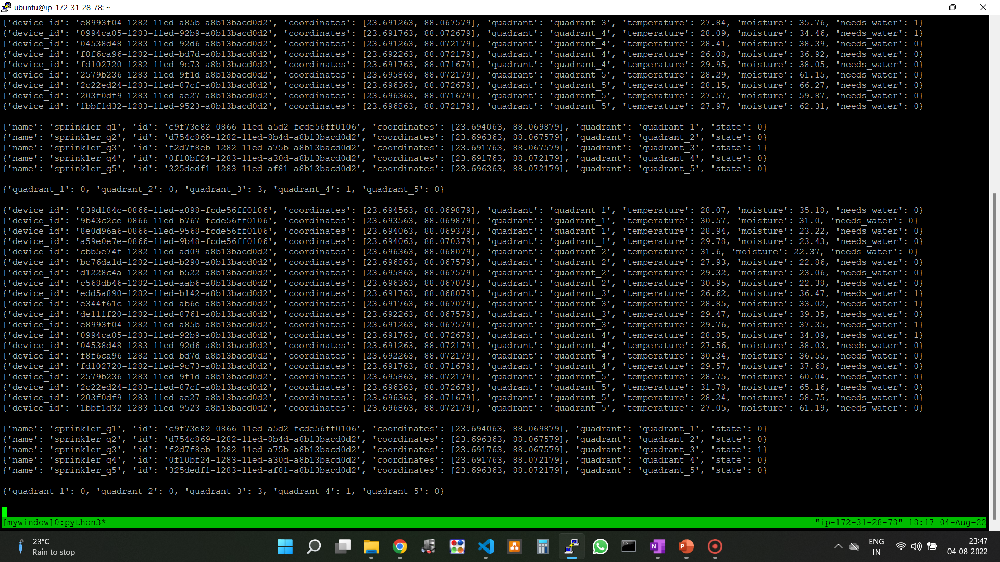 ubuntu@ip-172-31-28-78: ~
{'device_id': 'e8993f04-1282-11ed-a85b-a8b13bacd0d2', 'coordinates': [23.691263, 88.067579], 'quadrant': 'quadrant_3', 'temperature': 27.84, 'moisture': 35.76, 'needs_water': 1}
{'device_id': '0994ca05-1283-11ed-92b9-a8b13bacd0d2', 'coordinates': [23.691763, 88.072679], 'quadrant': 'quadrant_4', 'temperature': 28.09, 'moisture': 34.46, 'needs_water': 1}
{'device_id': '04538d48-1283-11ed-92d6-a8b13bacd0d2', 'coordinates': [23.691263, 88.072179], 'quadrant': 'quadrant_4', 'temperature': 28.41, 'moisture': 38.39, 'needs_water': 0}
{'device_id': 'f8f6ca96-1282-11ed-bd7d-a8b13bacd0d2', 'coordinates': [23.692263, 88.072179], 'quadrant': 'quadrant_4', 'temperature': 26.08, 'moisture': 36.92, 'needs_water': 0}
{'device_id': 'fd102720-1282-11ed-9c73-a8b13bacd0d2', 'coordinates': [23.691763, 88.071679], 'quadrant': 'quadrant_4', 'temperature': 29.95, 'moisture': 38.05, 'needs_water': 0}
{'device_id': '2579b236-1283-11ed-9f1d-a8b13bacd0d2', 'coordinates': [23.695863, 88.072179], 'quadrant': 'quadrant_5', 'temperature': 28.29, 'moisture': 61.15, 'needs_water': 0}
{'device_id': '2c22ed24-1283-11ed-87cf-a8b13bacd0d2', 'coordinates': [23.696363, 88.072679], 'quadrant': 'quadrant_5', 'temperature': 28.15, 'moisture': 66.27, 'needs_water': 0}
{'device_id': '203f0df9-1283-11ed-ae27-a8b13bacd0d2', 'coordinates': [23.696363, 88.071679], 'quadrant': 'quadrant_5', 'temperature': 27.57, 'moisture': 59.87, 'needs_water': 0}
{'device_id': '1bbf1d32-1283-11ed-9523-a8b13bacd0d2', 'coordinates': [23.696863, 88.072179], 'quadrant': 'quadrant_5', 'temperature': 27.97, 'moisture': 62.31, 'needs_water': 0}
{'name': 'sprinkler_q1', 'id': 'c9f73e82-0866-11ed-a5d2-fcde56ff0106', 'coordinates': [23.694063, 88.069879], 'quadrant': 'quadrant_1', 'state': 0}
{'name': 'sprinkler_q2', 'id': 'd754c869-1282-11ed-8b4d-a8b13bacd0d2', 'coordinates': [23.696363, 88.067579], 'quadrant': 'quadrant_2', 'state': 0}
{'name': 'sprinkler_q3', 'id': 'f2d7f8eb-1282-11ed-a75b-a8b13bacd0d2', 'coordinates': [23.691763, 88.067579], 'quadrant': 'quadrant_3', 'state': 1}
{'name': 'sprinkler_q4', 'id': '0f10bf24-1283-11ed-a30d-a8b13bacd0d2', 'coordinates': [23.691763, 88.072179], 'quadrant': 'quadrant_4', 'state': 0}
{'name': 'sprinkler_q5', 'id': '325dedf1-1283-11ed-af81-a8b13bacd0d2', 'coordinates': [23.696363, 88.072179], 'quadrant': 'quadrant_5', 'state': 0}
{'quadrant_1': 0, 'quadrant_2': 0, 'quadrant_3': 3, 'quadrant_4': 1, 'quadrant_5': 0}
{'device_id': '839d184c-0866-11ed-a098-fcde56ff0106', 'coordinates': [23.694563, 88.069879], 'quadrant': 'quadrant_1', 'temperature': 28.07, 'moisture': 35.18, 'needs_water': 0}
{'device_id': '9b43c2ce-0866-11ed-b767-fcde56ff0106', 'coordinates': [23.693563, 88.069879], 'quadrant': 'quadrant_1', 'temperature': 30.57, 'moisture': 31.0, 'needs_water': 0}
{'device_id': '8e0d96a6-0866-11ed-9568-fcde56ff0106', 'coordinates': [23.694063, 88.069379], 'quadrant': 'quadrant_1', 'temperature': 28.94, 'moisture': 23.22, 'needs_water': 0}
{'device_id': 'a59e0e7e-0866-11ed-9b48-fcde56ff0106', 'coordinates': [23.694063, 88.070379], 'quadrant': 'quadrant_1', 'temperature': 29.78, 'moisture': 23.43, 'needs_water': 0}
{'device_id': 'cbb5e74f-1282-11ed-ad09-a8b13bacd0d2', 'coordinates': [23.696363, 88.068079], 'quadrant': 'quadrant_2', 'temperature': 31.6, 'moisture': 22.37, 'needs_water': 0}
{'device_id': 'bc76da1d-1282-11ed-b290-a8b13bacd0d2', 'coordinates': [23.696863, 88.067579], 'quadrant': 'quadrant_2', 'temperature': 27.93, 'moisture': 22.86, 'needs_water': 0}
{'device_id': 'd1228c4a-1282-11ed-b522-a8b13bacd0d2', 'coordinates': [23.695863, 88.067579], 'quadrant': 'quadrant_2', 'temperature': 29.32, 'moisture': 23.06, 'needs_water': 0}
{'device_id': 'c568db46-1282-11ed-aab6-a8b13bacd0d2', 'coordinates': [23.696363, 88.067079], 'quadrant': 'quadrant_2', 'temperature': 30.95, 'moisture': 22.38, 'needs_water': 0}
{'device_id': 'edd5a890-1282-11ed-b142-a8b13bacd0d2', 'coordinates': [23.691763, 88.068079], 'quadrant': 'quadrant_3', 'temperature': 26.62, 'moisture': 36.47, 'needs_water': 1}
{'device_id': 'e344f61c-1282-11ed-ab6e-a8b13bacd0d2', 'coordinates': [23.691763, 88.067079], 'quadrant': 'quadrant_3', 'temperature': 28.85, 'moisture': 33.02, 'needs_water': 1}
{'device_id': 'de111f20-1282-11ed-8761-a8b13bacd0d2', 'coordinates': [23.692263, 88.067579], 'quadrant': 'quadrant_3', 'temperature': 29.47, 'moisture': 39.35, 'needs_water': 0}
{'device_id': 'e8993f04-1282-11ed-a85b-a8b13bacd0d2', 'coordinates': [23.691263, 88.067579], 'quadrant': 'quadrant_3', 'temperature': 29.76, 'moisture': 37.35, 'needs_water': 1}
{'device_id': '0994ca05-1283-11ed-92b9-a8b13bacd0d2', 'coordinates': [23.691763, 88.072679], 'quadrant': 'quadrant_4', 'temperature': 28.85, 'moisture': 34.09, 'needs_water': 1}
{'device_id': '04538d48-1283-11ed-92d6-a8b13bacd0d2', 'coordinates': [23.691263, 88.072179], 'quadrant': 'quadrant_4', 'temperature': 27.56, 'moisture': 38.03, 'needs_water': 0}
{'device_id': 'f8f6ca96-1282-11ed-bd7d-a8b13bacd0d2', 'coordinates': [23.692263, 88.072179], 'quadrant': 'quadrant_4', 'temperature': 30.34, 'moisture': 36.55, 'needs_water': 0}
{'device_id': 'fd102720-1282-11ed-9c73-a8b13bacd0d2', 'coordinates': [23.691763, 88.071679], 'quadrant': 'quadrant_4', 'temperature': 29.57, 'moisture': 37.68, 'needs_water': 0}
{'device_id': '2579b236-1283-11ed-9f1d-a8b13bacd0d2', 'coordinates': [23.695863, 88.072179], 'quadrant': 'quadrant_5', 'temperature': 28.75, 'moisture': 60.04, 'needs_water': 0}
{'device_id': '2c22ed24-1283-11ed-87cf-a8b13bacd0d2', 'coordinates': [23.696363, 88.072679], 'quadrant': 'quadrant_5', 'temperature': 31.78, 'moisture': 65.16, 'needs_water': 0}
{'device_id': '203f0df9-1283-11ed-ae27-a8b13bacd0d2', 'coordinates': [23.696363, 88.071679], 'quadrant': 'quadrant_5', 'temperature': 28.24, 'moisture': 58.75, 'needs_water': 0}
{'device_id': '1bbf1d32-1283-11ed-9523-a8b13bacd0d2', 'coordinates': [23.696863, 88.072179], 'quadrant': 'quadrant_5', 'temperature': 27.05, 'moisture': 61.19, 'needs_water': 0}
{'name': 'sprinkler_q1', 'id': 'c9f73e82-0866-11ed-a5d2-fcde56ff0106', 'coordinates': [23.694063, 88.069879], 'quadrant': 'quadrant_1', 'state': 0}
{'name': 'sprinkler_q2', 'id': 'd754c869-1282-11ed-8b4d-a8b13bacd0d2', 'coordinates': [23.696363, 88.067579], 'quadrant': 'quadrant_2', 'state': 0}
{'name': 'sprinkler_q3', 'id': 'f2d7f8eb-1282-11ed-a75b-a8b13bacd0d2', 'coordinates': [23.691763, 88.067579], 'quadrant': 'quadrant_3', 'state': 1}
{'name': 'sprinkler_q4', 'id': '0f10bf24-1283-11ed-a30d-a8b13bacd0d2', 'coordinates': [23.691763, 88.072179], 'quadrant': 'quadrant_4', 'state': 0}
{'name': 'sprinkler_q5', 'id': '325dedf1-1283-11ed-af81-a8b13bacd0d2', 'coordinates': [23.696363, 88.072179], 'quadrant': 'quadrant_5', 'state': 0}
{'quadrant_1': 0, 'quadrant_2': 0, 'quadrant_3': 3, 'quadrant_4': 1, 'quadrant_5': 0}
[mywindow]0:python3* "ip-172-31-28-78" 18:17 04-Aug-22
23°C
Rain to stop
ENG
IN
23:47
04-08-2022